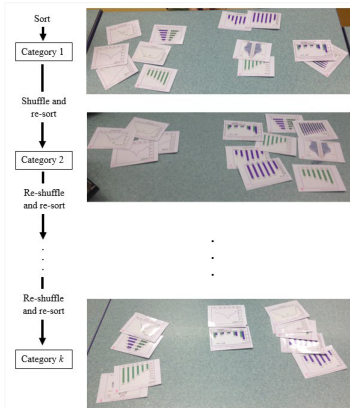 Sort
Category 1
Shuffle and
re-sort
Category 2
Re-shuffle
and re-sort
Re-shuffle
and re-sort
Category k